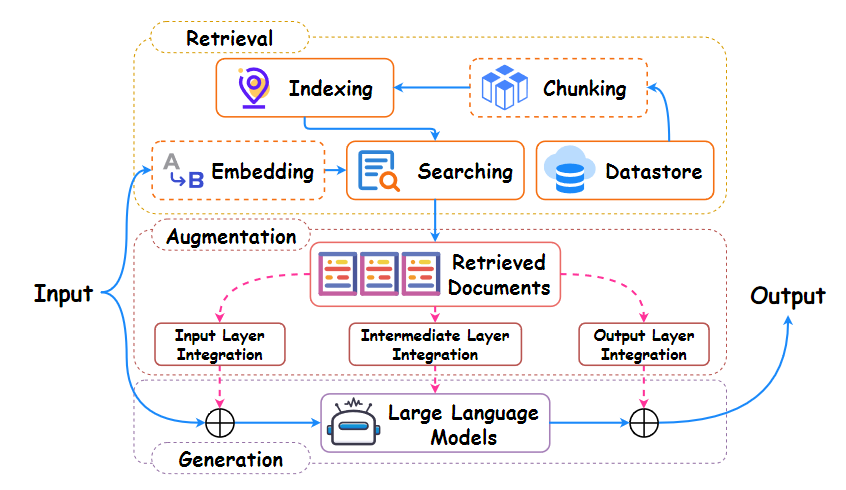 Retrieval
Indexing
Chunking
A
B
Embedding
Searching
Datastore
Augmentation
Retrieved
Documents
Input
Output
Input Layer
Integration
Intermediate Layer
Integration
Output Layer
Integration
Large Language
Models
Generation